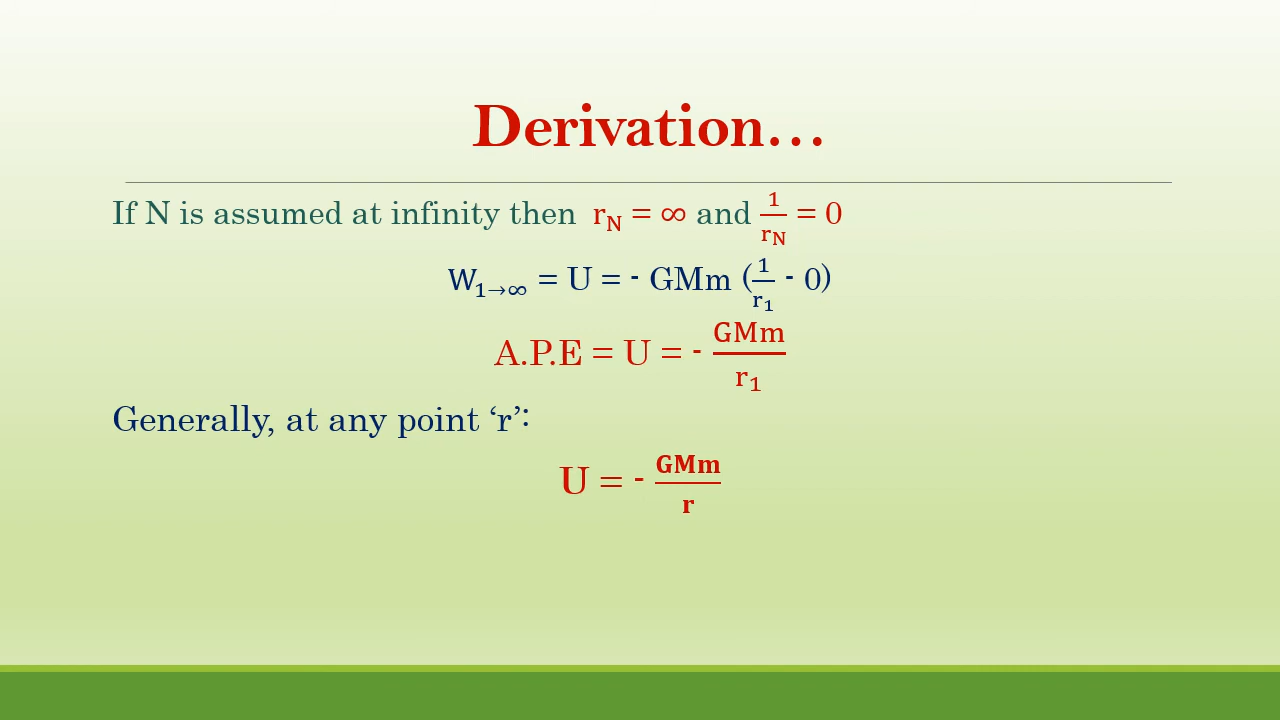 Derivation…
If N is assumed at infinity then r_N = ∞ and 1/r_N = 0
W_1→∞ = U = - GMm (1/r_1 - 0)
A.P.E = U = - GMm/r_1
Generally, at any point ‘r’:
U = - GMm/r